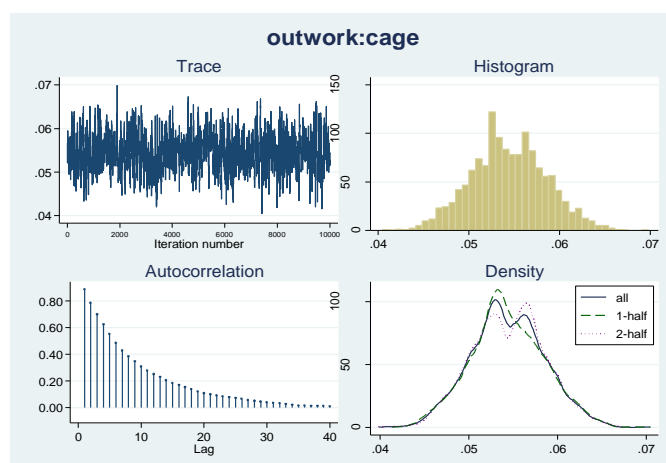 outwork:cage
Trace
.07
.06
.05
.04
0 2000 4000 6000 8000 10000
Iteration number
Histogram
150
100
50
0
.04 .05 .06 .07
Autocorrelation
0.80
0.60
0.40
0.20
0.00
0 10 20 30 40
Lag
Density
all
1-half
2-half
100
50
0
.04 .05 .06 .07